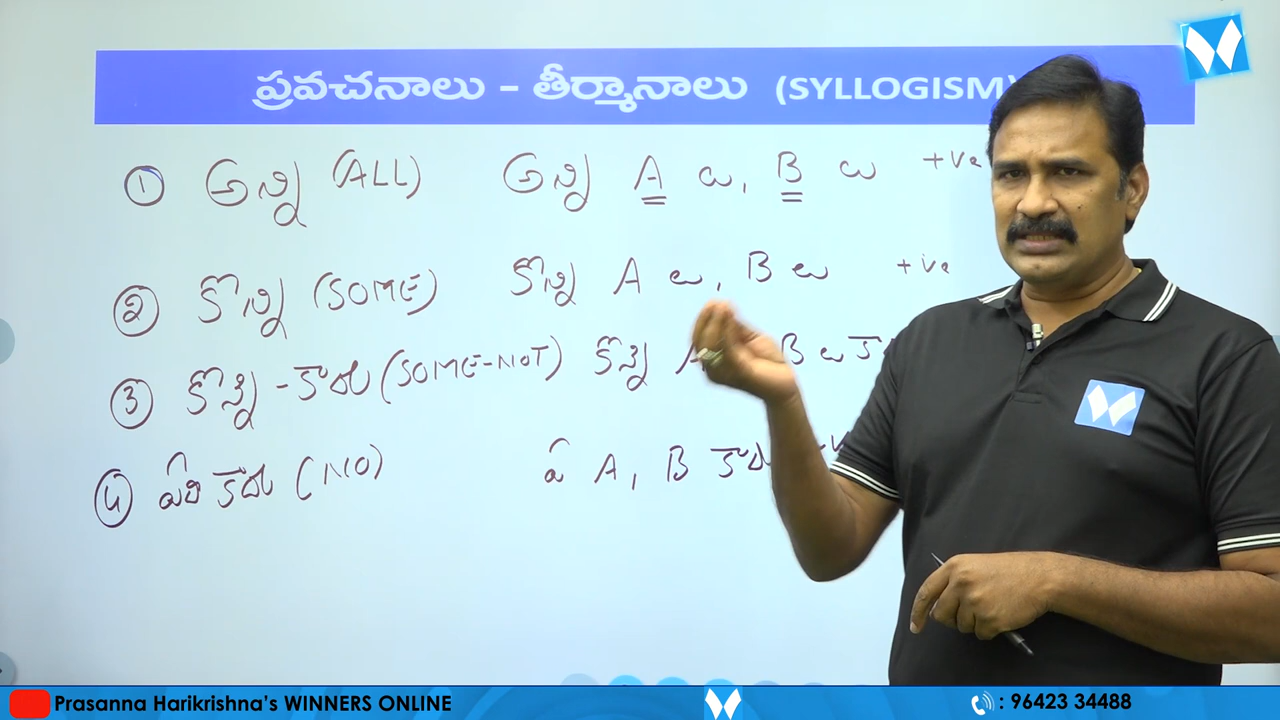 ప్రవచనాలు – తీర్మానాలు (SYLLOGISM)
① అన్ని (ALL) అన్ని A లు, B లు +ve
② కొన్ని (SOME) కొన్ని A లు, B లు +ve
③ కొన్ని - కాదు (SOME-NOT) కొన్ని A B లు
④ ఏది కాదు (NO) ఏ A, B కాదు
Prasanna Harikrishna's WINNERS ONLINE
: 96423 34488